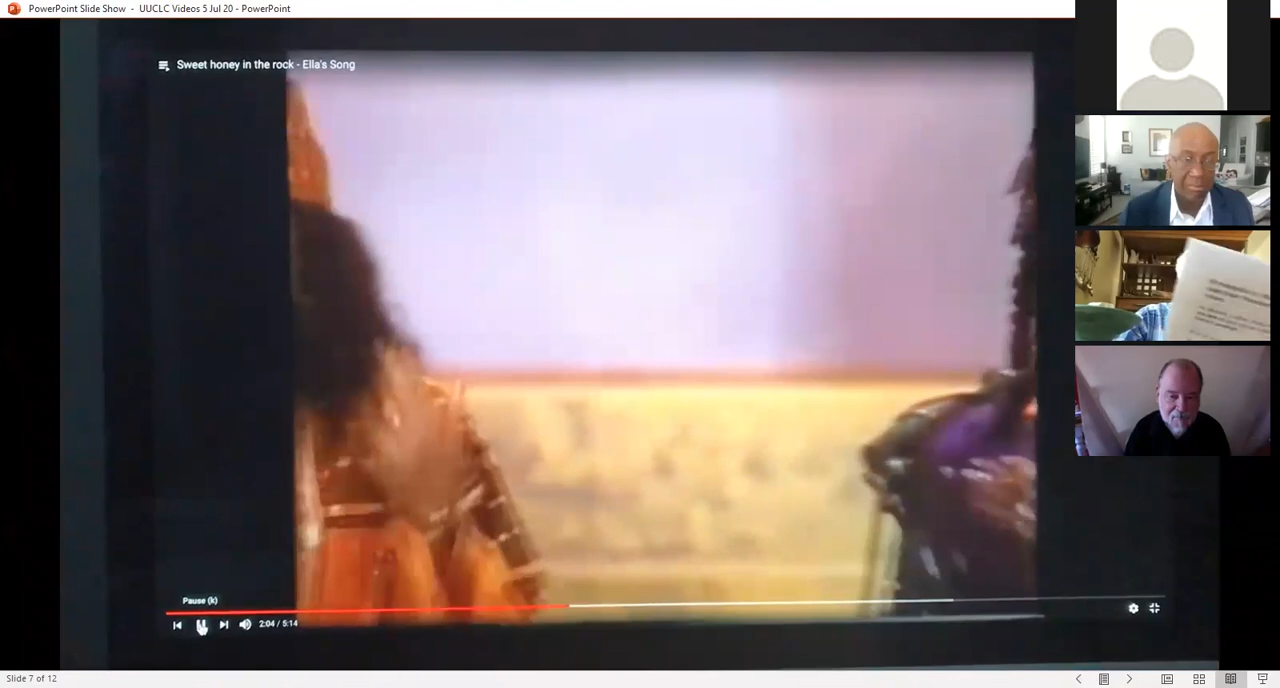 PowerPoint Slide Show - UUCLC Videos 5 Jul 20 - PowerPoint
Sweet honey in the rock - Ella's Song
Pause (k)
2:04 / 5:14
Slide 7 of 12